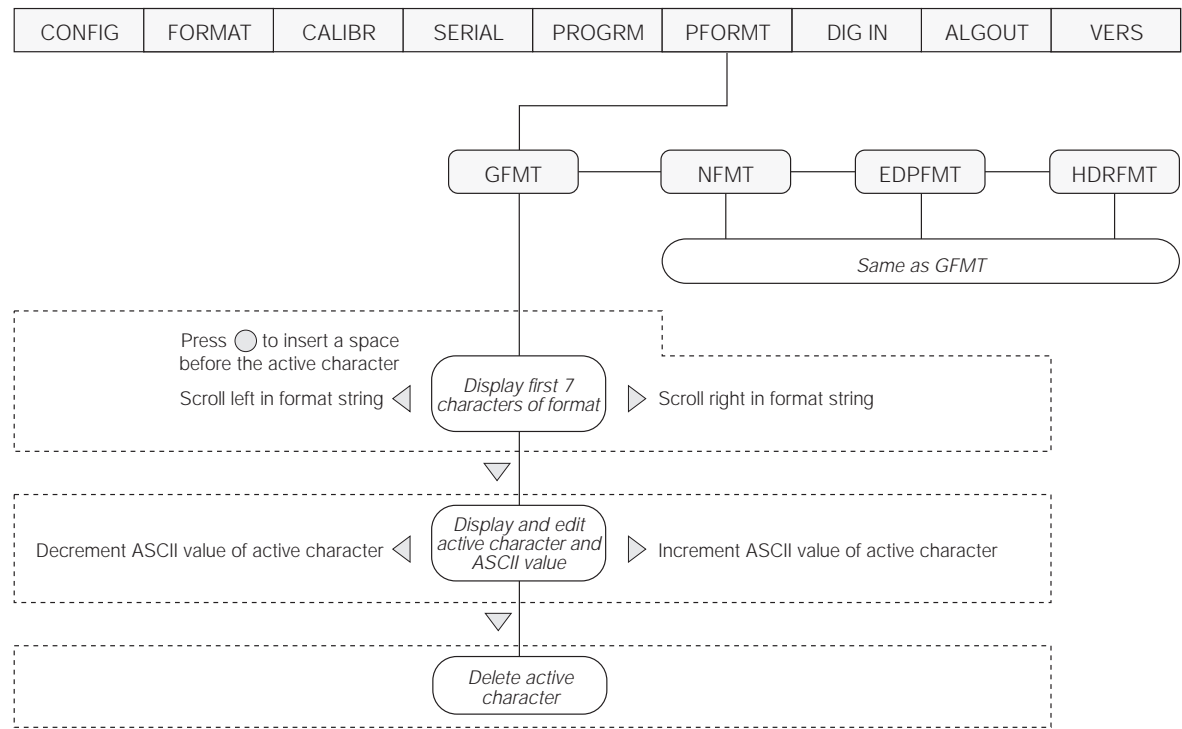 CONFIG FORMAT CALIBR SERIAL PROGRM PFORMT DIG IN ALGOUT VERS
GFMT NFMT EDPFMT HDRFMT
Same as GFMT
Press to insert a space
before the active character
Scroll left in format string
Display first 7
characters of format
Scroll right in format string
Decrement ASCII value of active character
Display and edit
active character and
ASCII value
Increment ASCII value of active character
Delete active
character